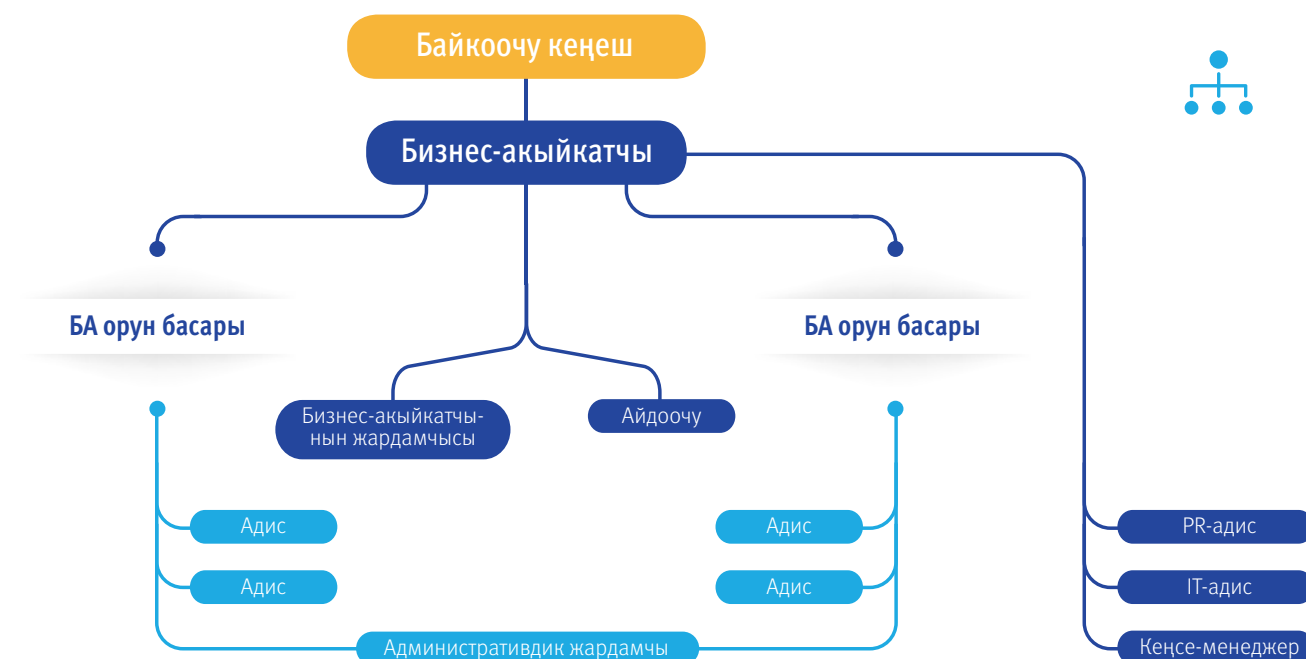 Байкоочу кеңеш
Бизнес-акыйкатчы
БА орун басары
БА орун басары
Бизнес-акыйкатчы-
нын жардамчысы
Айдоочу
Адис
Адис
PR-адис
Адис
Адис
IT-адис
Административдик жардамчы
Кеңсе-менеджер